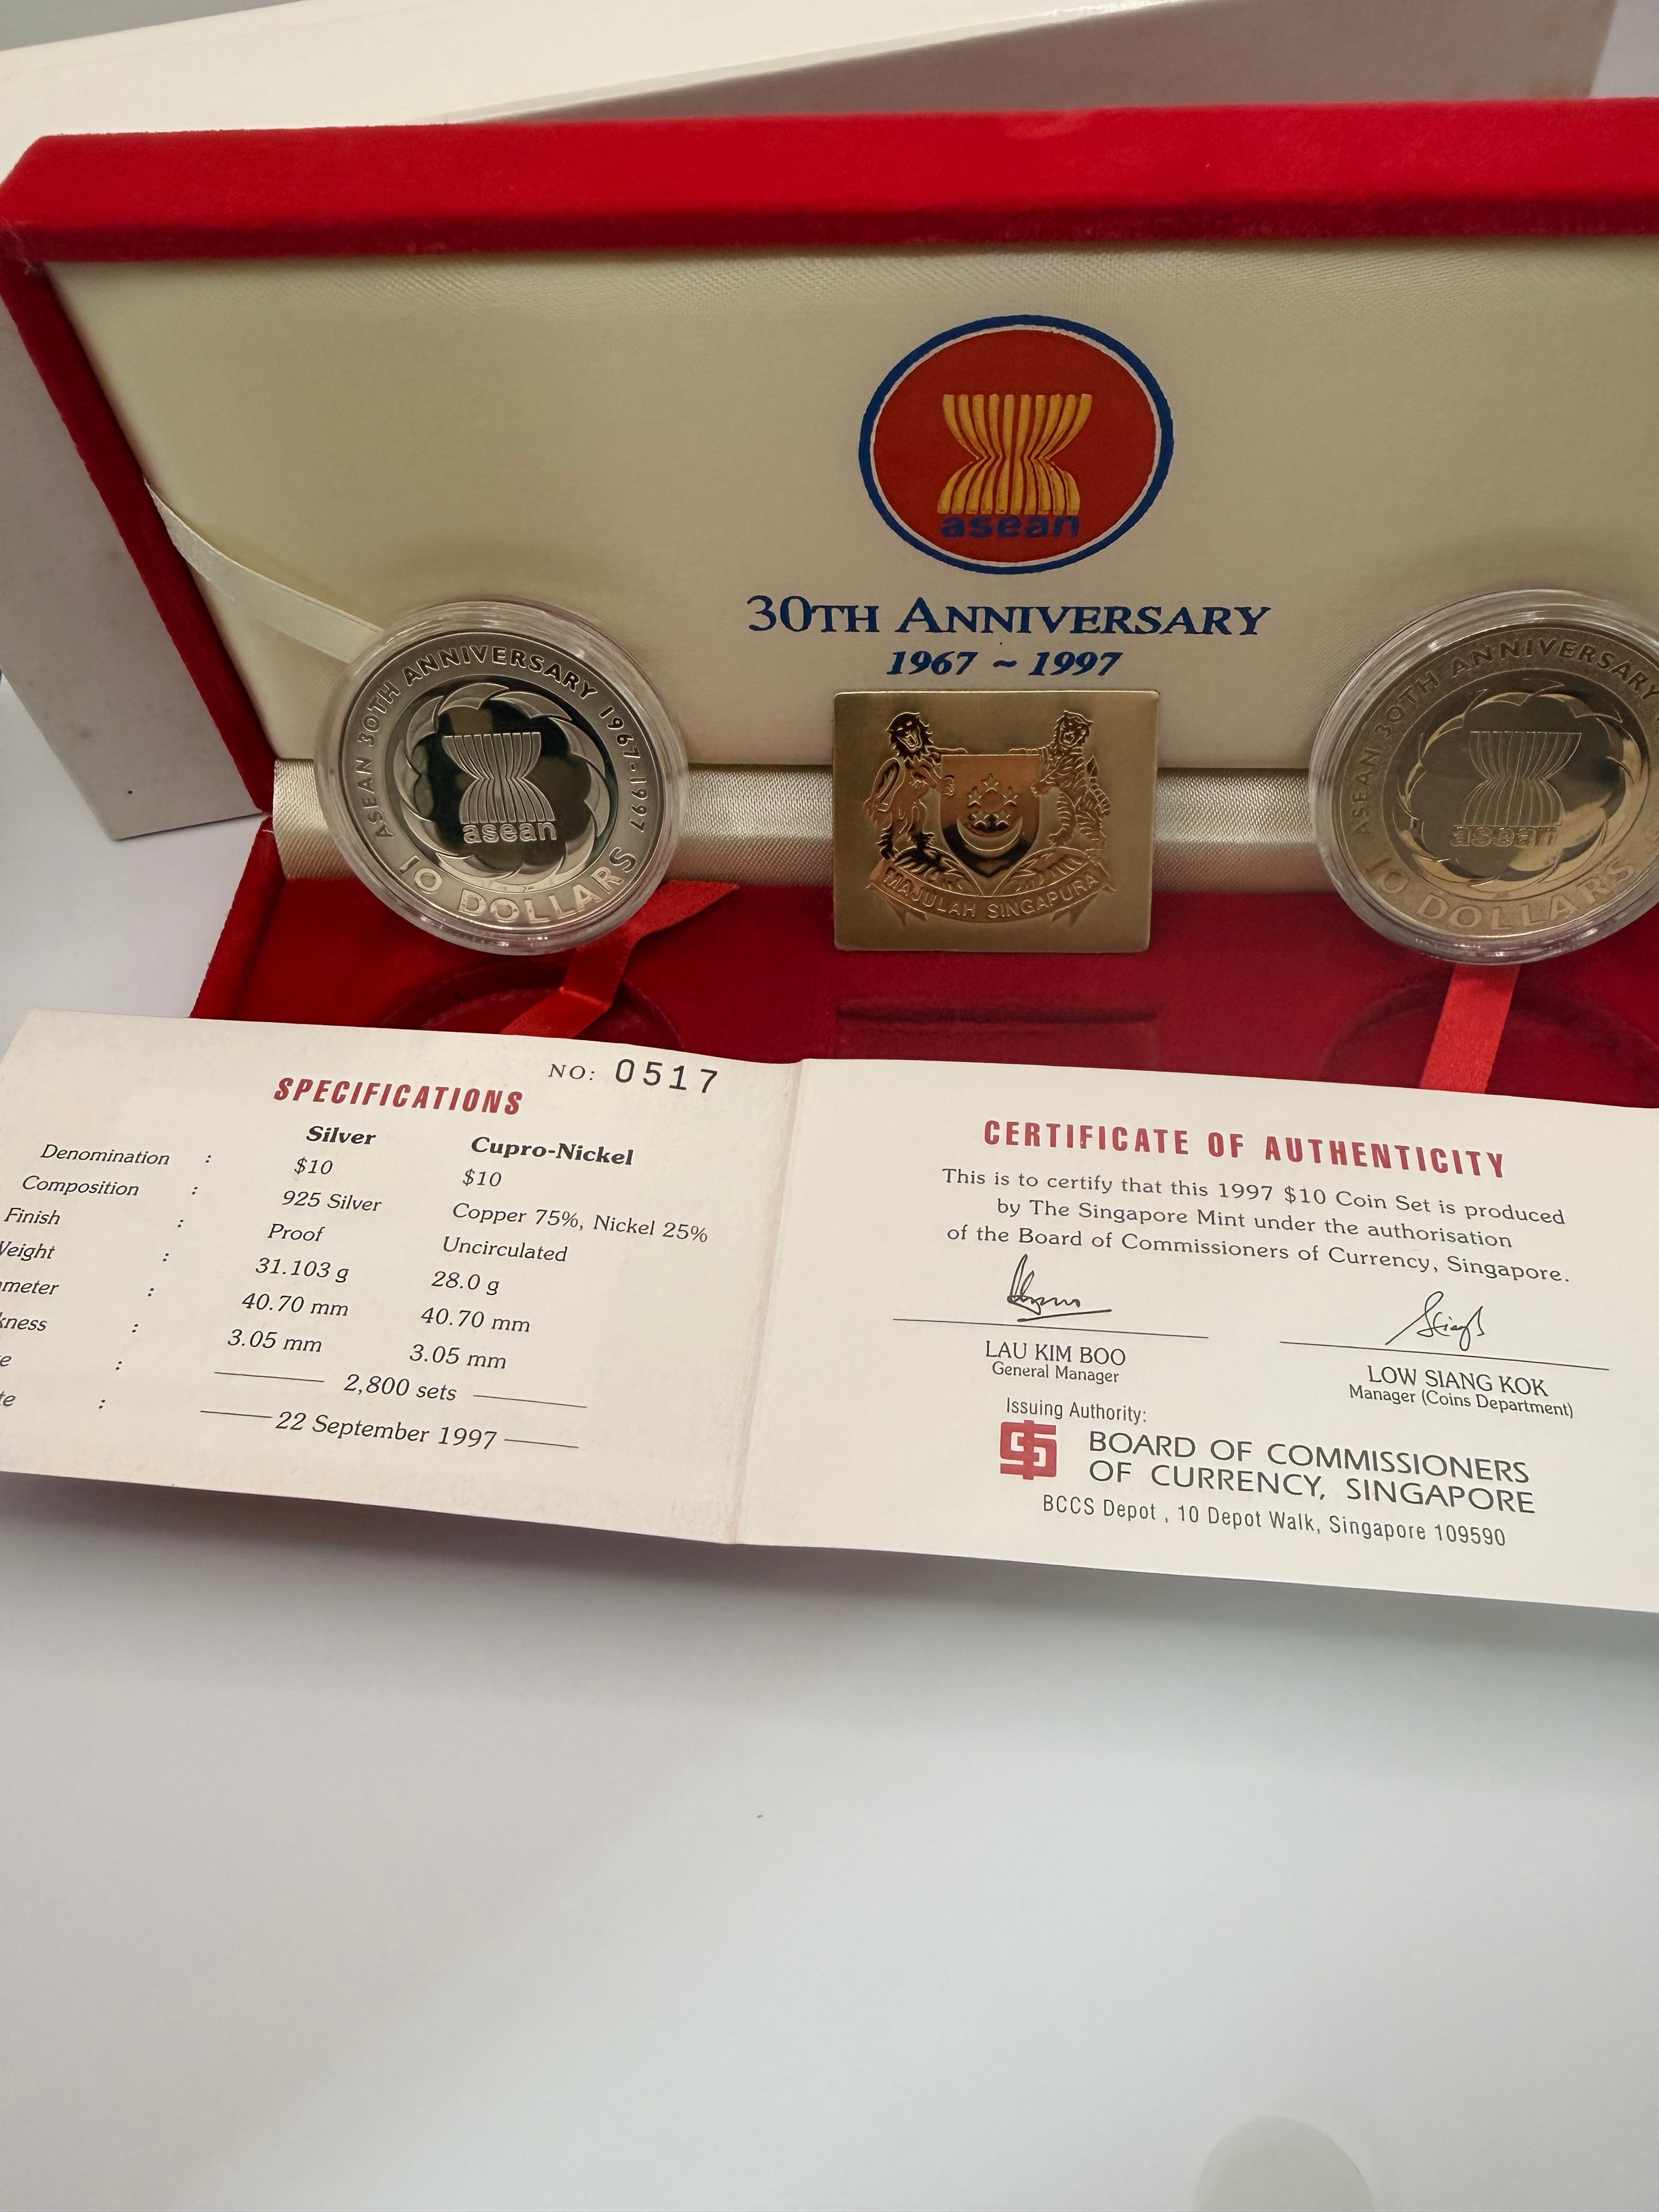 asean
30TH ANNIVERSARY
1967 ~ 1997
ASEAN 30TH ANNIVERSARY 1967-1997
asean
10 DOLLARS
MAJULAH SINGAPURA
ASEAN 30TH ANNIVERSARY
asean
10 DOLLARS
NO: 0517
SPECIFICATIONS
Silver Cupro-Nickel
Denomination : $10 $10
Composition : 925 Silver Copper 75%, Nickel 25%
Finish : Proof Uncirculated
Weight : 31.103 g 28.0 g
meter : 40.70 mm 40.70 mm
kness : 3.05 mm 3.05 mm
: 2,800 sets
: 22 September 1997
CERTIFICATE OF AUTHENTICITY
This is to certify that this 1997 $10 Coin Set is produced
by The Singapore Mint under the authorisation
of the Board of Commissioners of Currency, Singapore.
LAU KIM BOO
General Manager
LOW SIANG KOK
Manager (Coins Department)
Issuing Authority:
BOARD OF COMMISSIONERS
OF CURRENCY, SINGAPORE
BCCS Depot , 10 Depot Walk, Singapore 109590